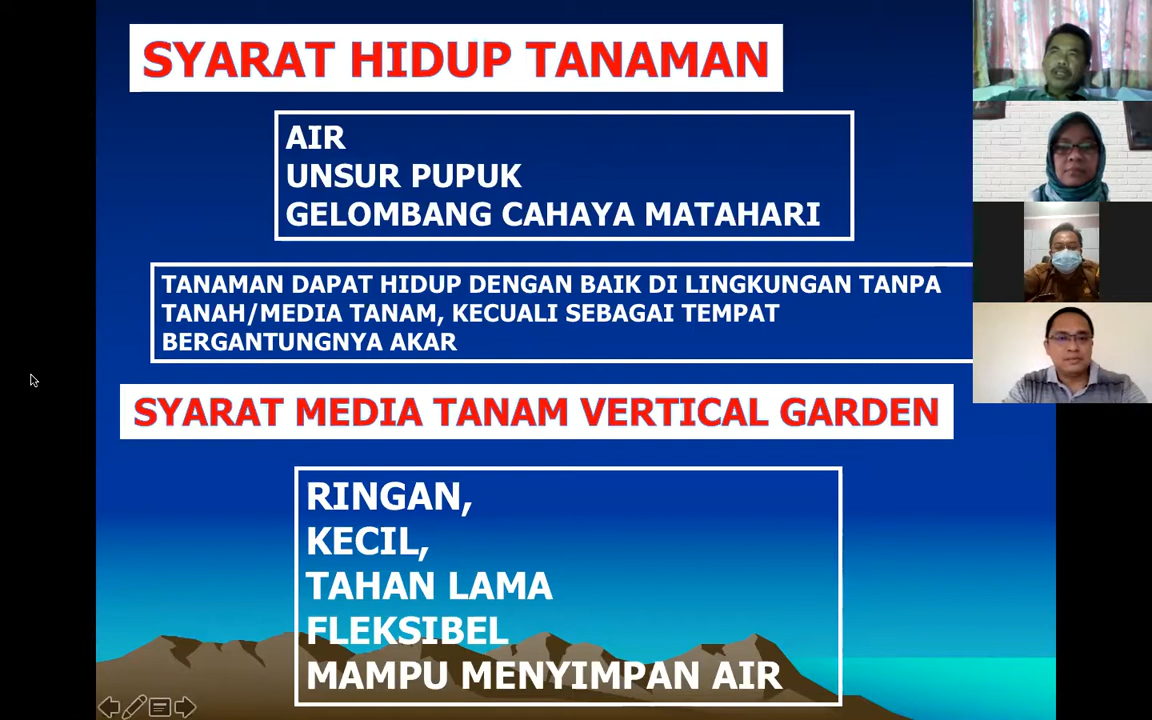 SYARAT HIDUP TANAMAN
AIR
UNSUR PUPUK
GELOMBANG CAHAYA MATAHARI
TANAMAN DAPAT HIDUP DENGAN BAIK DI LINGKUNGAN TANPA
TANAH/MEDIA TANAM, KECUALI SEBAGAI TEMPAT
BERGANTUNGNYA AKAR
SYARAT MEDIA TANAM VERTICAL GARDEN
RINGAN,
KECIL,
TAHAN LAMA
FLEKSIBEL
MAMPU MENYIMPAN AIR